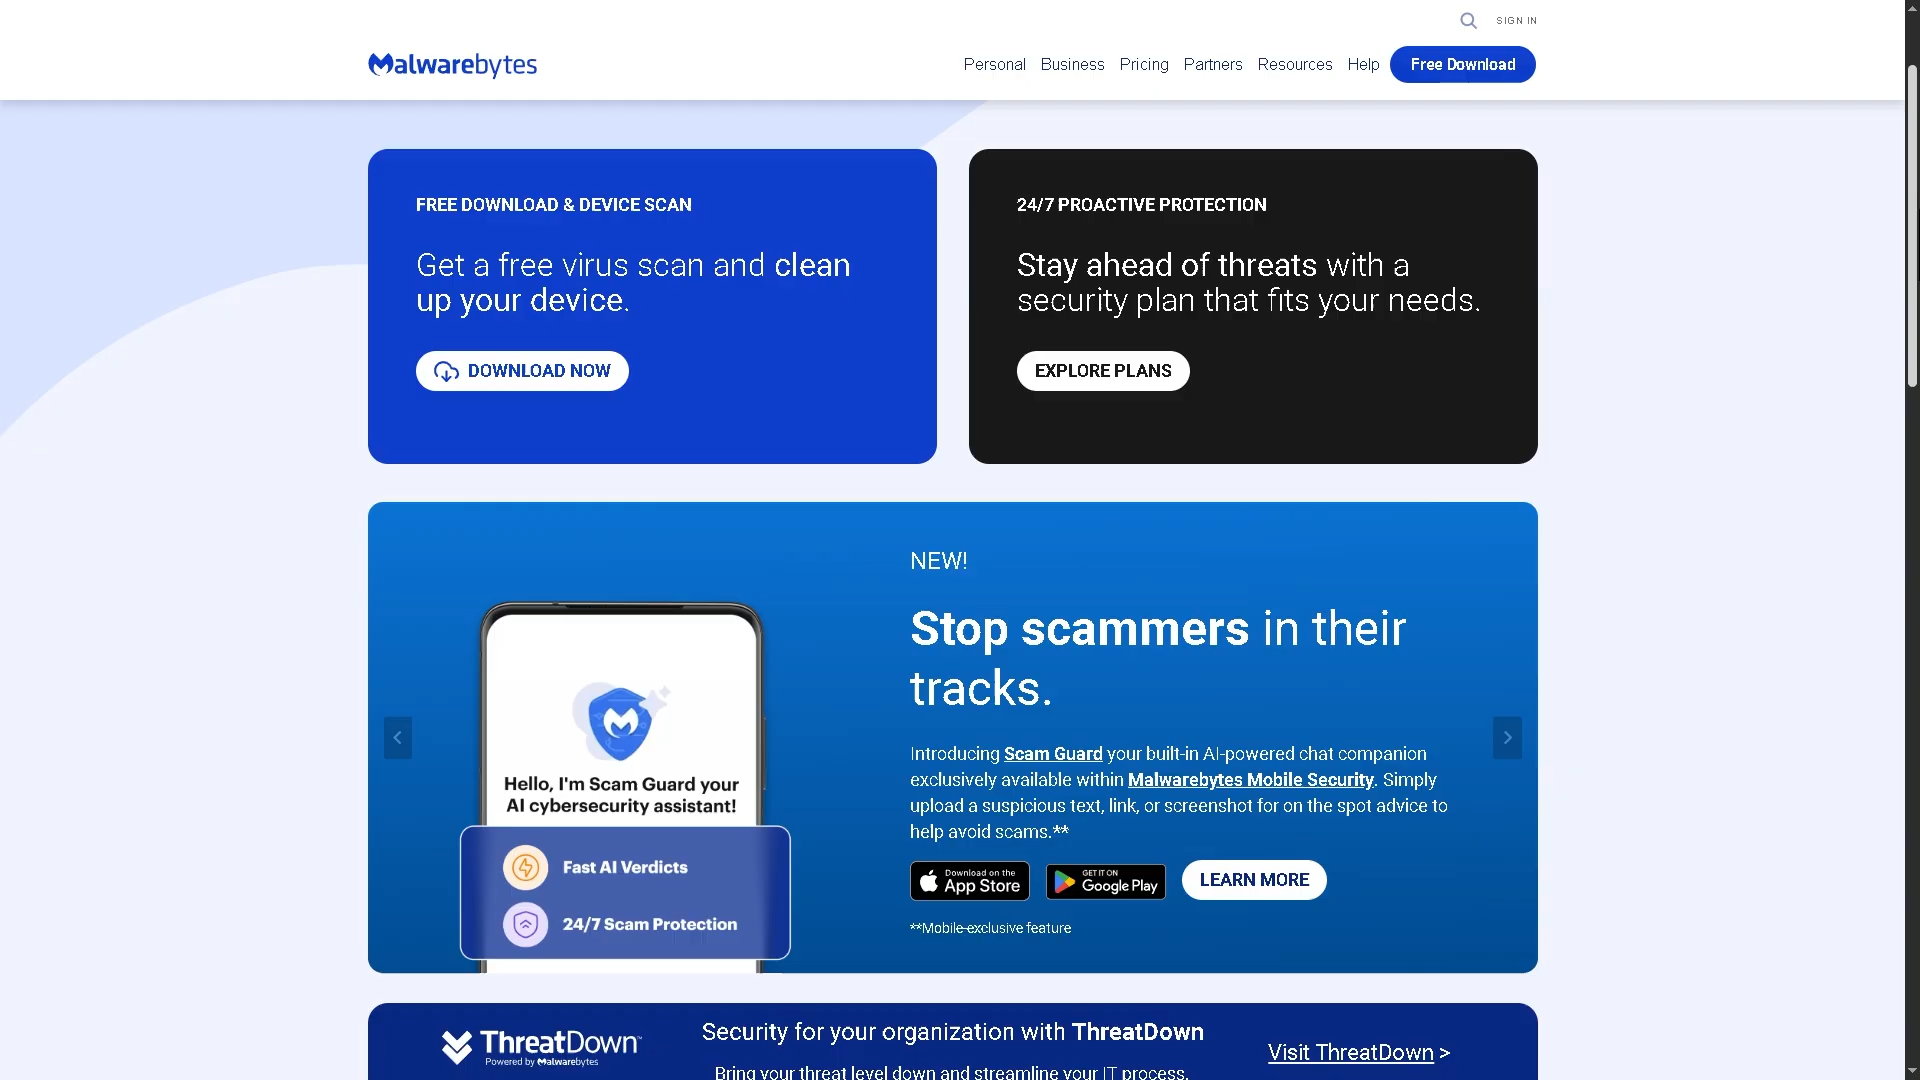 SIGN IN
Malwarebytes
Personal Business Pricing Partners Resources Help Free Download
FREE DOWNLOAD & DEVICE SCAN
Get a free virus scan and clean
up your device.
DOWNLOAD NOW
24/7 PROACTIVE PROTECTION
Stay ahead of threats with a
security plan that fits your needs.
EXPLORE PLANS
Hello, I'm Scam Guard your
AI cybersecurity assistant!
Fast AI Verdicts
24/7 Scam Protection
NEW!
Stop scammers in their
tracks.
Introducing Scam Guard your built-in AI-powered chat companion
exclusively available within Malwarebytes Mobile Security. Simply
upload a suspicious text, link, or screenshot for on the spot advice to
help avoid scams.**
Download on the
App Store
GET IT ON
Google Play
LEARN MORE
**Mobile-exclusive feature
ThreatDown
Powered by Malwarebytes
Security for your organization with ThreatDown
Bring your threat level down and streamline your IT process.
Visit ThreatDown >